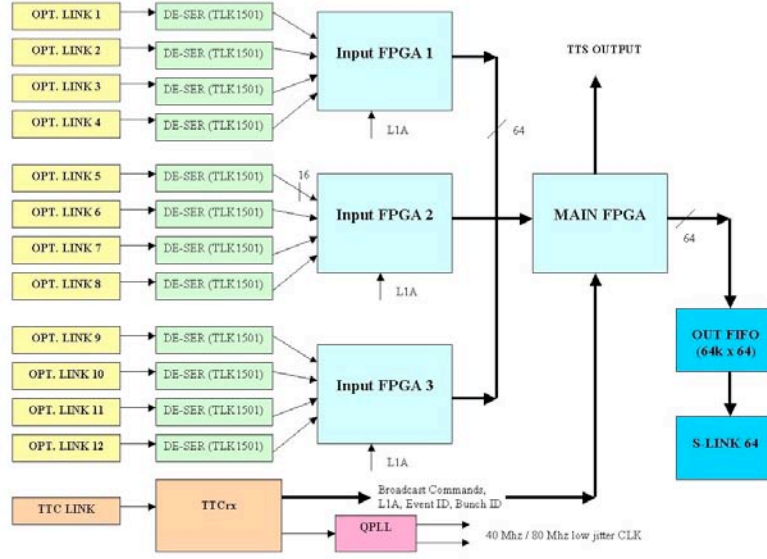 OPT. LINK 1
DE-SER (TLK1501)
OPT. LINK 2
DE-SER (TLK1501)
OPT. LINK 3
DE-SER (TLK1501)
OPT. LINK 4
DE-SER (TLK1501)
Input FPGA 1
L1A
64
TTS OUTPUT
OPT. LINK 5
DE-SER (TLK1501)
16
OPT. LINK 6
DE-SER (TLK1501)
OPT. LINK 7
DE-SER (TLK1501)
OPT. LINK 8
DE-SER (TLK1501)
Input FPGA 2
L1A
MAIN FPGA
64
OPT. LINK 9
DE-SER (TLK1501)
OPT. LINK 10
DE-SER (TLK1501)
OPT. LINK 11
DE-SER (TLK1501)
OPT. LINK 12
DE-SER (TLK1501)
Input FPGA 3
L1A
OUT FIFO
(64k x 64)
S-LINK 64
TTC LINK
TTCrx
Broadcast Commands,
L1A, Event ID, Bunch ID
QPLL
40 Mhz / 80 Mhz low jitter CLK